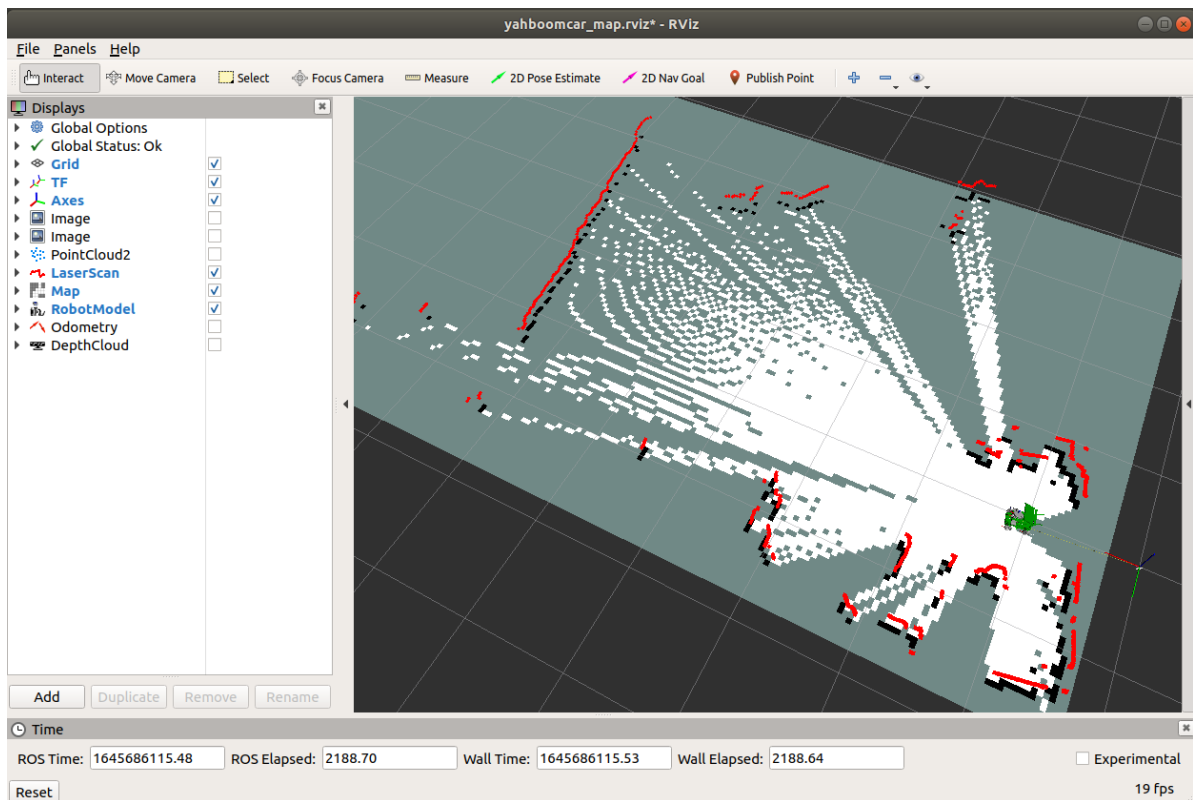 yahboomcar_map.rviz* - RViz
File Panels Help
Interact Move Camera Select Focus Camera Measure 2D Pose Estimate 2D Nav Goal Publish Point
Displays
Global Options
Global Status: Ok
Grid
TF
Axes
Image
Image
PointCloud2
LaserScan
Map
RobotModel
Odometry
DepthCloud
Add Duplicate Remove Rename
Time
ROS Time: 1645686115.48 ROS Elapsed: 2188.70 Wall Time: 1645686115.53 Wall Elapsed: 2188.64 Experimental
Reset 19 fps